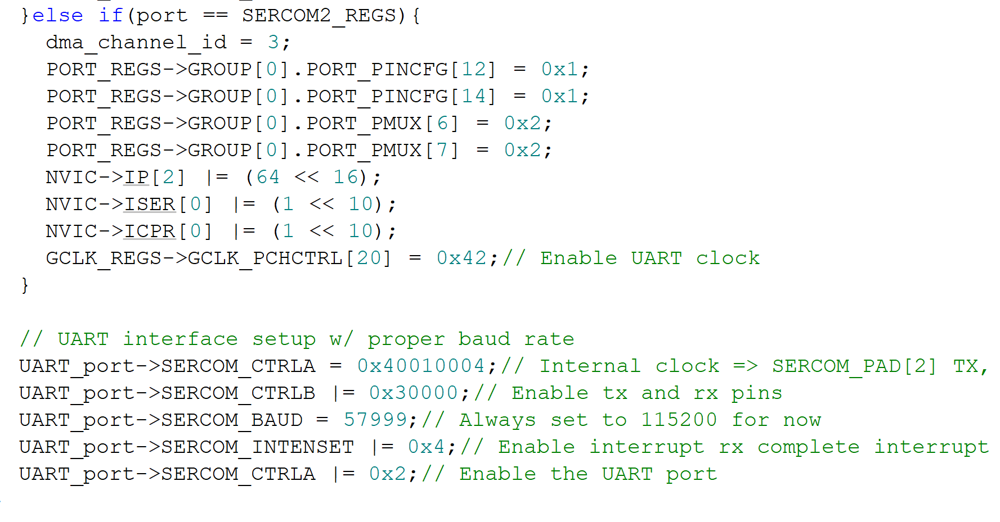 }else if(port == SERCOM2_REGS){
dma_channel_id = 3;
PORT_REGS->GROUP[0].PORT_PINCFG[12] = 0x1;
PORT_REGS->GROUP[0].PORT_PINCFG[14] = 0x1;
PORT_REGS->GROUP[0].PORT_PMUX[6] = 0x2;
PORT_REGS->GROUP[0].PORT_PMUX[7] = 0x2;
NVIC->IP[2] |= (64 << 16);
NVIC->ISER[0] |= (1 << 10);
NVIC->ICPR[0] |= (1 << 10);
GCLK_REGS->GCLK_PCHCTRL[20] = 0x42;// Enable UART clock
}
// UART interface setup w/ proper baud rate
UART_port->SERCOM_CTRLA = 0x40010004;// Internal clock => SERCOM_PAD[2] TX,
UART_port->SERCOM_CTRLB |= 0x30000;// Enable tx and rx pins
UART_port->SERCOM_BAUD = 57999;// Always set to 115200 for now
UART_port->SERCOM_INTENSET |= 0x4;// Enable interrupt rx complete interrupt
UART_port->SERCOM_CTRLA |= 0x2;// Enable the UART port